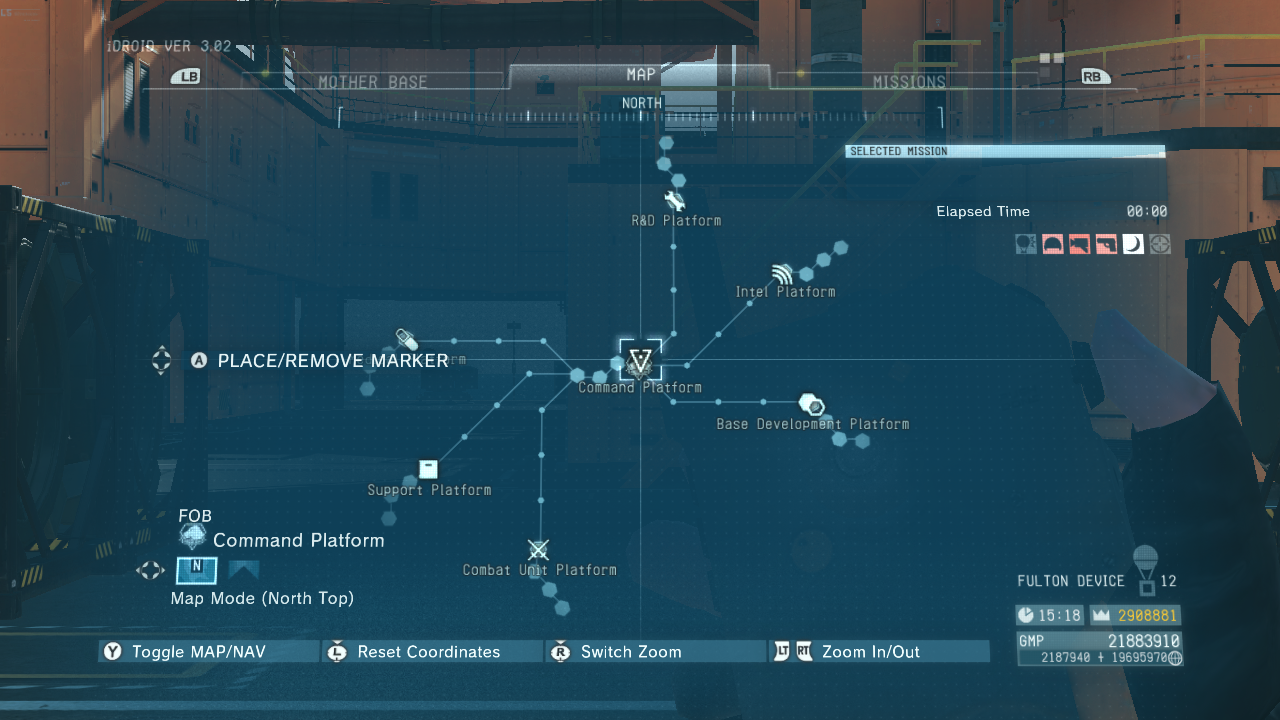 iDROID VER 3.02
LB
MOTHER BASE
MAP
MISSIONS
RB
NORTH
SELECTED MISSION
R&D Platform
Elapsed Time
00:00
Intel Platform
A PLACE/REMOVE MARKER
Command Platform
Base Development Platform
Support Platform
FOB
Command Platform
N
Map Mode (North Top)
Combat Unit Platform
FULTON DEVICE 12
15:18
2908881
GMP 21883910
2187940 + 19695970
Y Toggle MAP/NAV
L Reset Coordinates
R Switch Zoom
LT RT Zoom In/Out